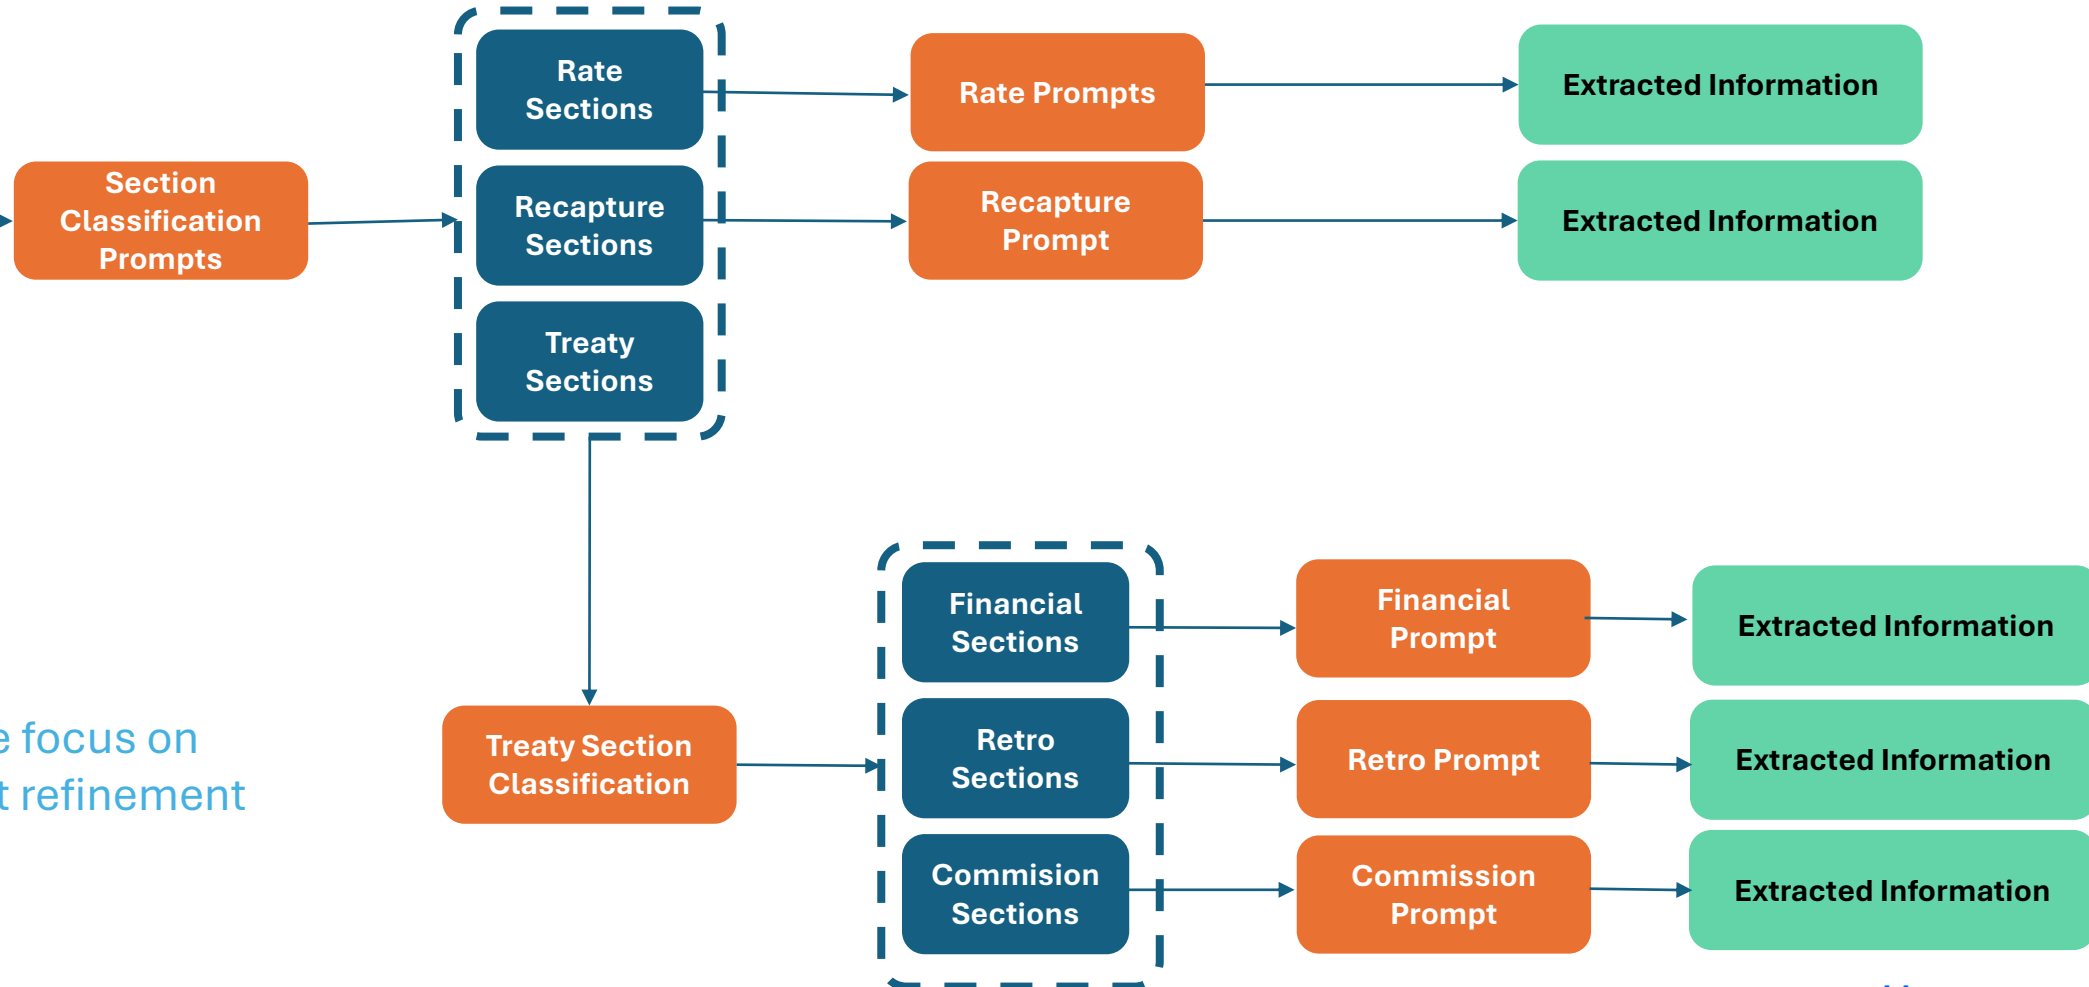 Rate
Sections
Rate Prompts
Extracted Information
Section
Classification
Prompts
Recapture
Sections
Recapture
Prompt
Extracted Information
Treaty
Sections
Financial
Sections
Financial
Prompt
Extracted Information
focus on
refinement
Treaty Section
Classification
Retro
Sections
Retro Prompt
Extracted Information
Commision
Sections
Commission
Prompt
Extracted Information